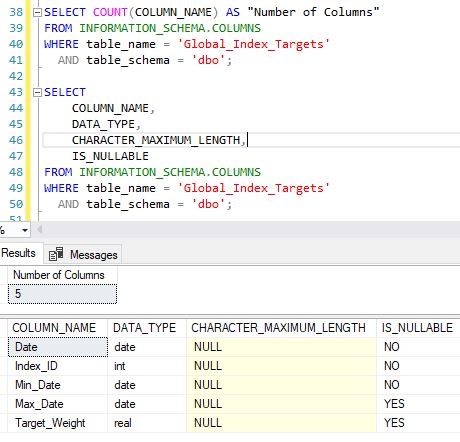 38 SELECT COUNT(COLUMN_NAME) AS "Number of Columns"
39 FROM INFORMATION_SCHEMA.COLUMNS
40 WHERE table_name = 'Global_Index_Targets'
41 AND table_schema = 'dbo';
42
43 SELECT
44 COLUMN_NAME,
45 DATA_TYPE,
46 CHARACTER_MAXIMUM_LENGTH,
47 IS_NULLABLE
48 FROM INFORMATION_SCHEMA.COLUMNS
49 WHERE table_name = 'Global_Index_Targets'
50 AND table_schema = 'dbo';
51
%
Results Messages
Number of Columns
5
COLUMN_NAME DATA_TYPE CHARACTER_MAXIMUM_LENGTH IS_NULLABLE
Date date NULL NO
Index_ID int NULL NO
Min_Date date NULL NO
Max_Date date NULL YES
Target_Weight real NULL YES